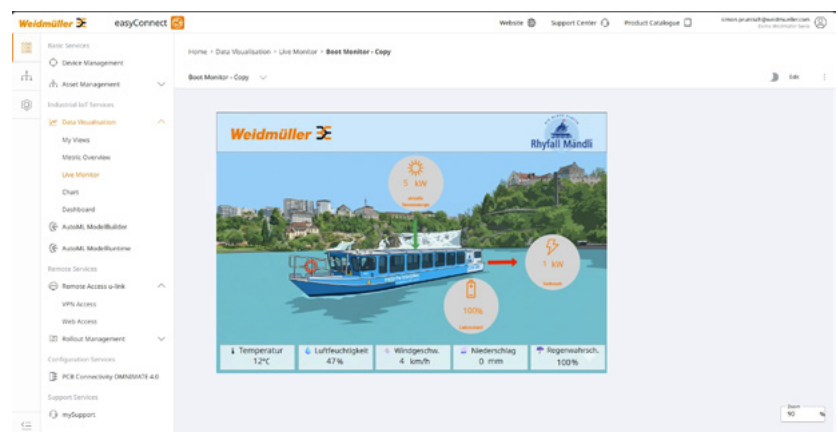 Weidmüller
easyConnect
Website
Support Center
Product Catalogue
Basic Services
Device Management
Asset Management
Industrial IoT Services
Data Visualisation
My Views
Metric Overview
Live Monitor
Chart
Dashboard
AutoML ModelBuilder
AutoML ModelRuntime
Remote Services
Remote Access u-link
VPN Access
Web Access
Rollout Management
Configuration Services
PCB Connectivity OMNIMATE 4.0
Support Services
mySupport
Home • Data Visualisation • Live Monitor • Boot Monitor - Copy
Boot Monitor - Copy
Edit
Weidmüller
Rhyfall Mändli
5 kW
1 kW
100%
Temperatur
12°C
Luftfeuchtigkeit
47%
Windgeschw.
4 km/h
Niederschlag
0 mm
Regenwahrsch.
100%
Zoom
90 %